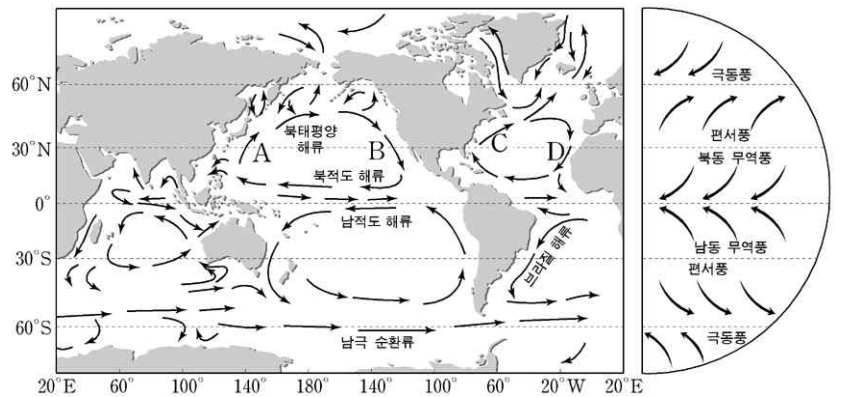 극동풍
60°N
편서풍
북태평양
해류
A
B
C
D
30°N
북동 무역풍
북적도 해류
0°
남적도 해류
남동 무역풍
30°S
편서풍
브라질 해류
60°S
남극 순환류
극동풍
20°E 60° 100° 140° 180° 140° 100° 60° 20°W 20°E